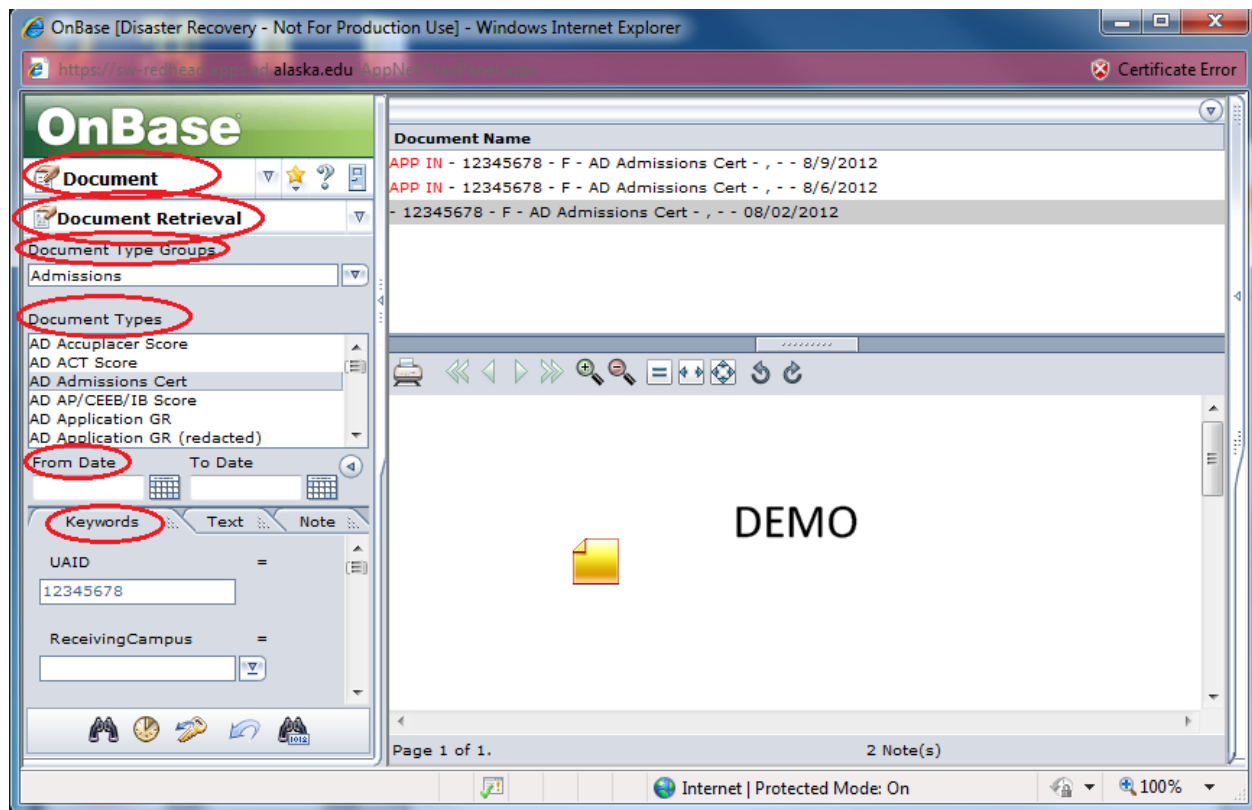 OnBase [Disaster Recovery - Not For Production Use] - Windows Internet Explorer
alaska.edu
Certificate Error
OnBase
Document
Document Retrieval
Document Type Groups
Admissions
Document Types
AD Accuplacer Score
AD ACT Score
AD Admissions Cert
AD AP/CEEB/IB Score
AD Application GR
AD Application GR (redacted)
From Date To Date
Keywords Text Note
UAID =
12345678
ReceivingCampus =
Document Name
APP IN - 12345678 - F - AD Admissions Cert - , - - 8/9/2012
APP IN - 12345678 - F - AD Admissions Cert - , - - 8/6/2012
- 12345678 - F - AD Admissions Cert - , - - 08/02/2012
DEMO
Page 1 of 1. 2 Note(s)
Internet | Protected Mode: On 100%